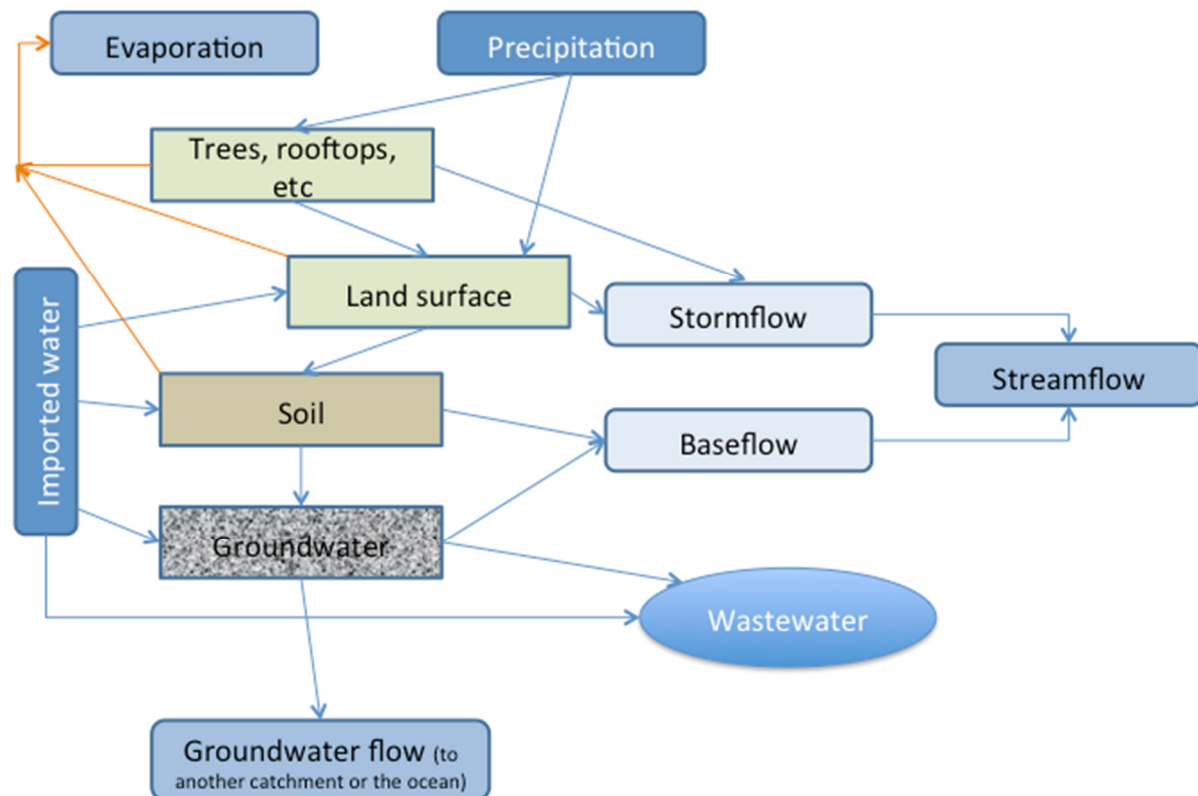 Evaporation
Precipitation
Trees, rooftops,
etc
Land surface
Stormflow
Imported water
Streamflow
Soil
Baseflow
Groundwater
Wastewater
Groundwater flow (to
another catchment or the ocean)